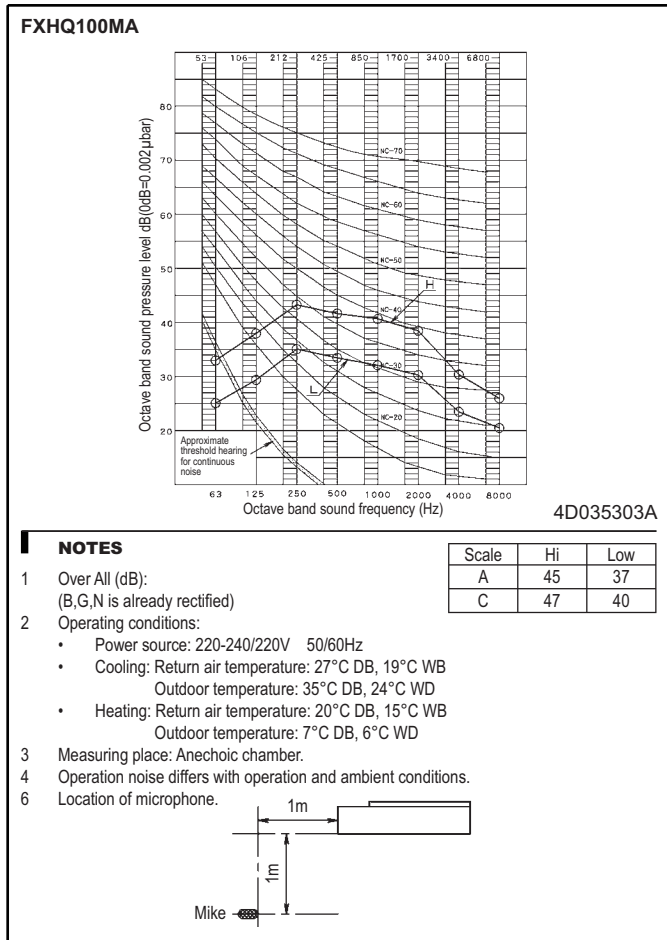 FXHQ100MA
53 106 212 425 850 1700 3400 6800
80
70
60
50
40
30
20
Octave band sound pressure level dB(0dB=0.002µbar)
NC-70
NC-60
NC-50
NC-40
NC-30
NC-20
H
L
Approximate
threshold hearing
for continuous
noise
63 125 250 500 1000 2000 4000 8000
Octave band sound frequency (Hz)
4D035303A
NOTES
1 Over All (dB):
(B,G,N is already rectified)
Scale Hi Low
A 45 37
C 47 40
2 Operating conditions:
• Power source: 220-240/220V 50/60Hz
• Cooling: Return air temperature: 27°C DB, 19°C WB
Outdoor temperature: 35°C DB, 24°C WD
• Heating: Return air temperature: 20°C DB, 15°C WB
Outdoor temperature: 7°C DB, 6°C WD
3 Measuring place: Anechoic chamber.
4 Operation noise differs with operation and ambient conditions.
6 Location of microphone.
1m
1m
Mike